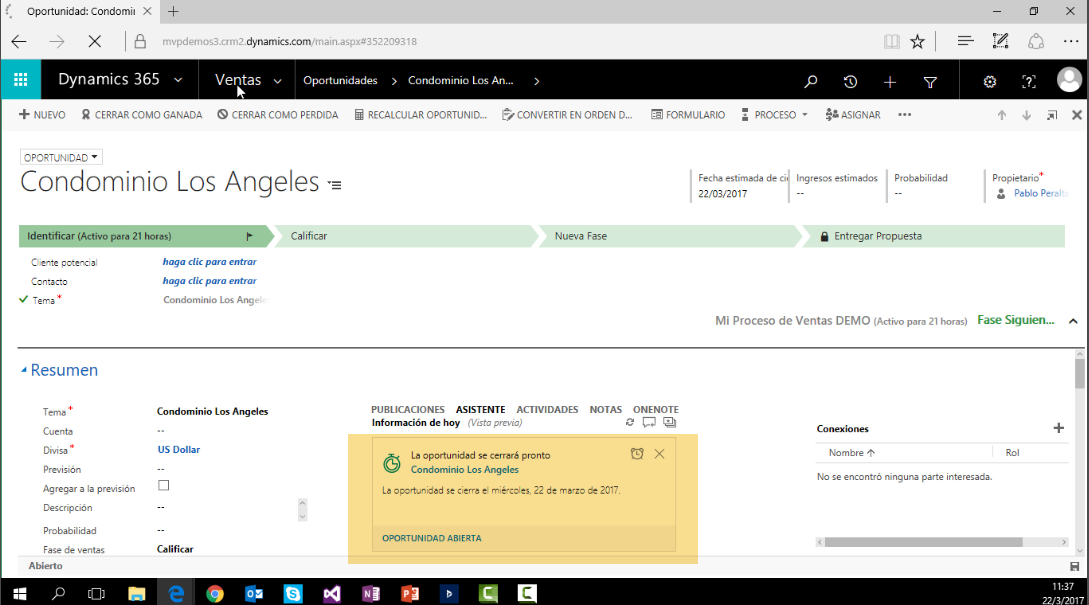 Oportunidad: Condomini
mvpdemos3.crm2.dynamics.com/main.aspx#352209318
Dynamics 365 Ventas Oportunidades Condominio Los An...
NUEVO CERRAR COMO GANADA CERRAR COMO PERDIDA RECALCULAR OPORTUNID... CONVERTIR EN ORDEN D... FORMULARIO PROCESO ASIGNAR ...
OPORTUNIDAD
Condominio Los Angeles
Fecha estimada de cie Ingresos estimados Probabilidad Propietario*
22/03/2017 -- -- Pablo Peralta
Identificar (Activo para 21 horas) Calificar Nueva Fase Entregar Propuesta
Cliente potencial haga clic para entrar
Contacto haga clic para entrar
Tema* Condominio Los Angeles
Mi Proceso de Ventas DEMO (Activo para 21 horas) Fase Siguien...
Resumen
Tema* Condominio Los Angeles
Cuenta --
Divisa* US Dollar
Previsión --
Agregar a la previsión
Descripción --
Probabilidad --
Fase de ventas Calificar
PUBLICACIONES ASISTENTE ACTIVIDADES NOTAS ONENOTE
Información de hoy (Vista previa)
La oportunidad se cerrará pronto
Condominio Los Angeles
La oportunidad se cierra el miércoles, 22 de marzo de 2017.
OPORTUNIDAD ABIERTA
Conexiones
Nombre Rol
No se encontró ninguna parte interesada.
Abierto
11:37
22/3/2017